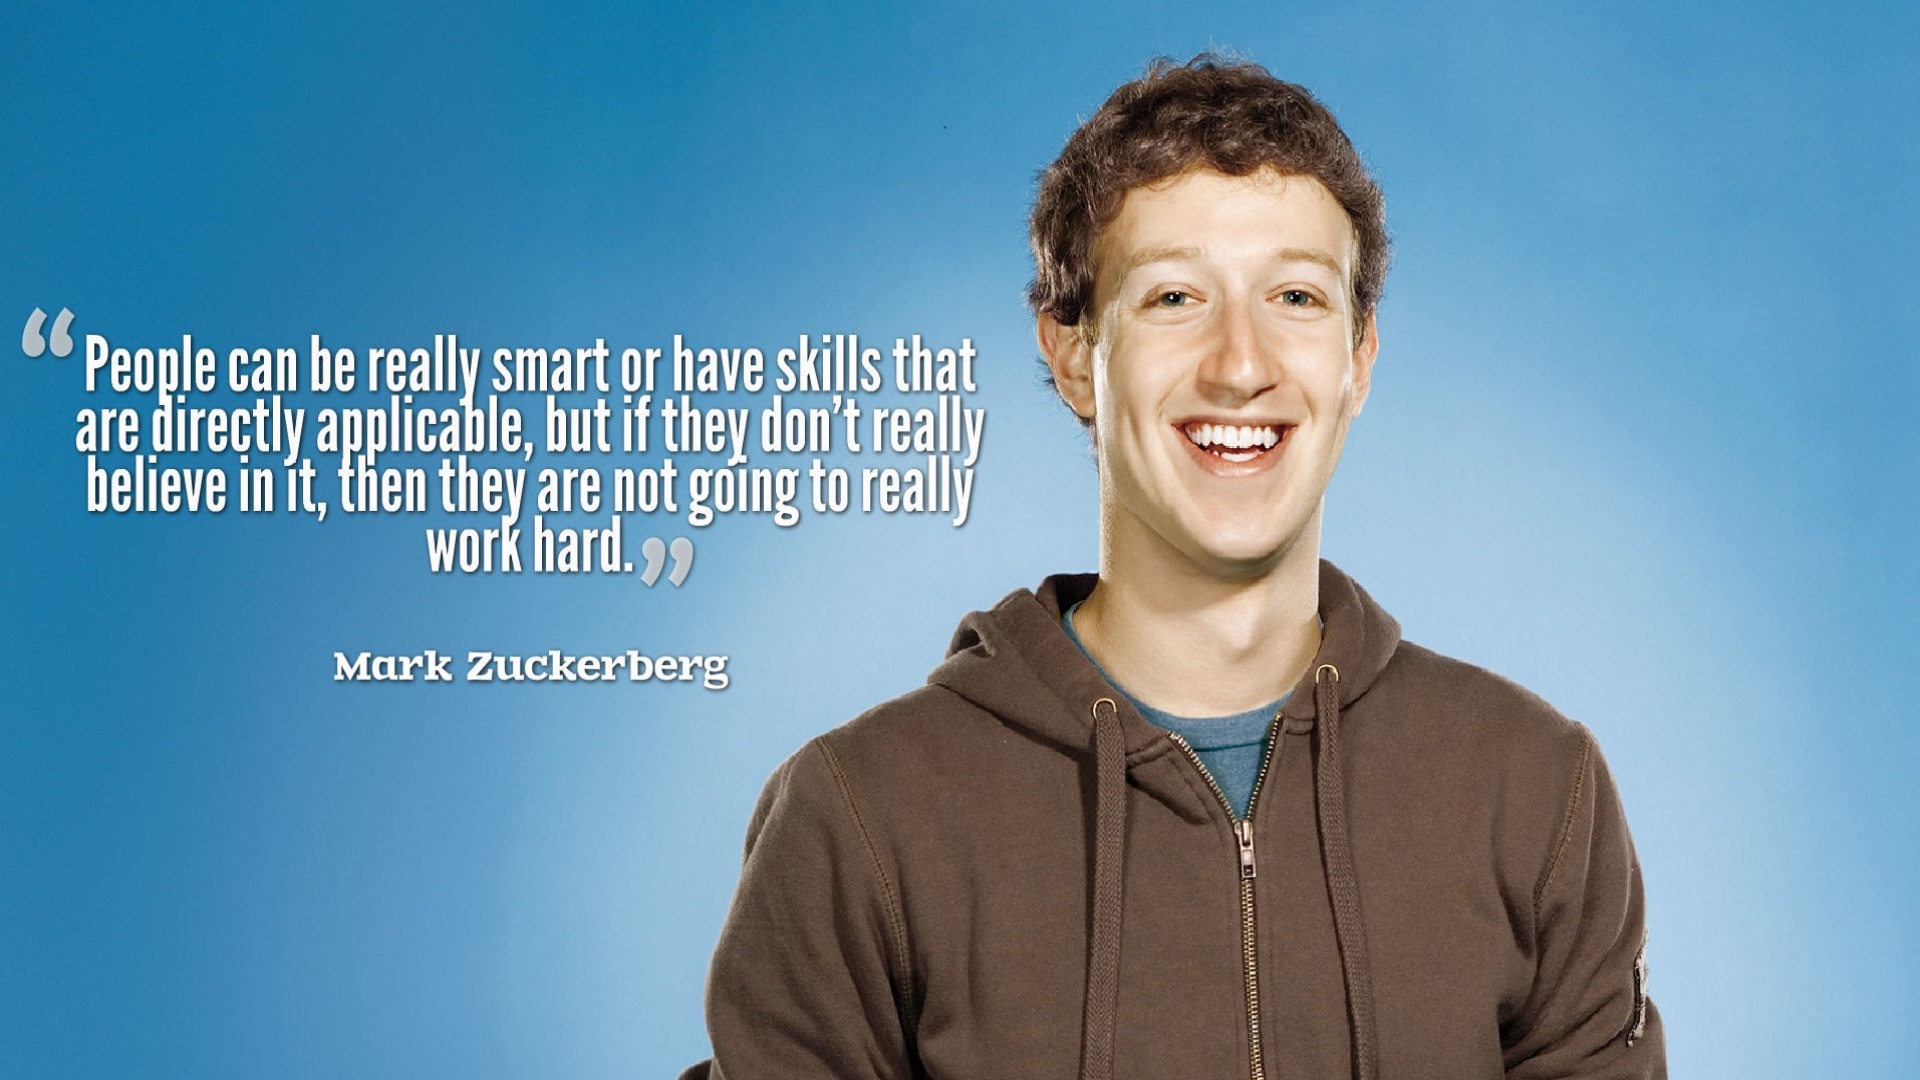 “People can be really smart or have skills that
are directly applicable, but if they don’t really
believe in it, then they are not going to really
work hard.”
Mark Zuckerberg